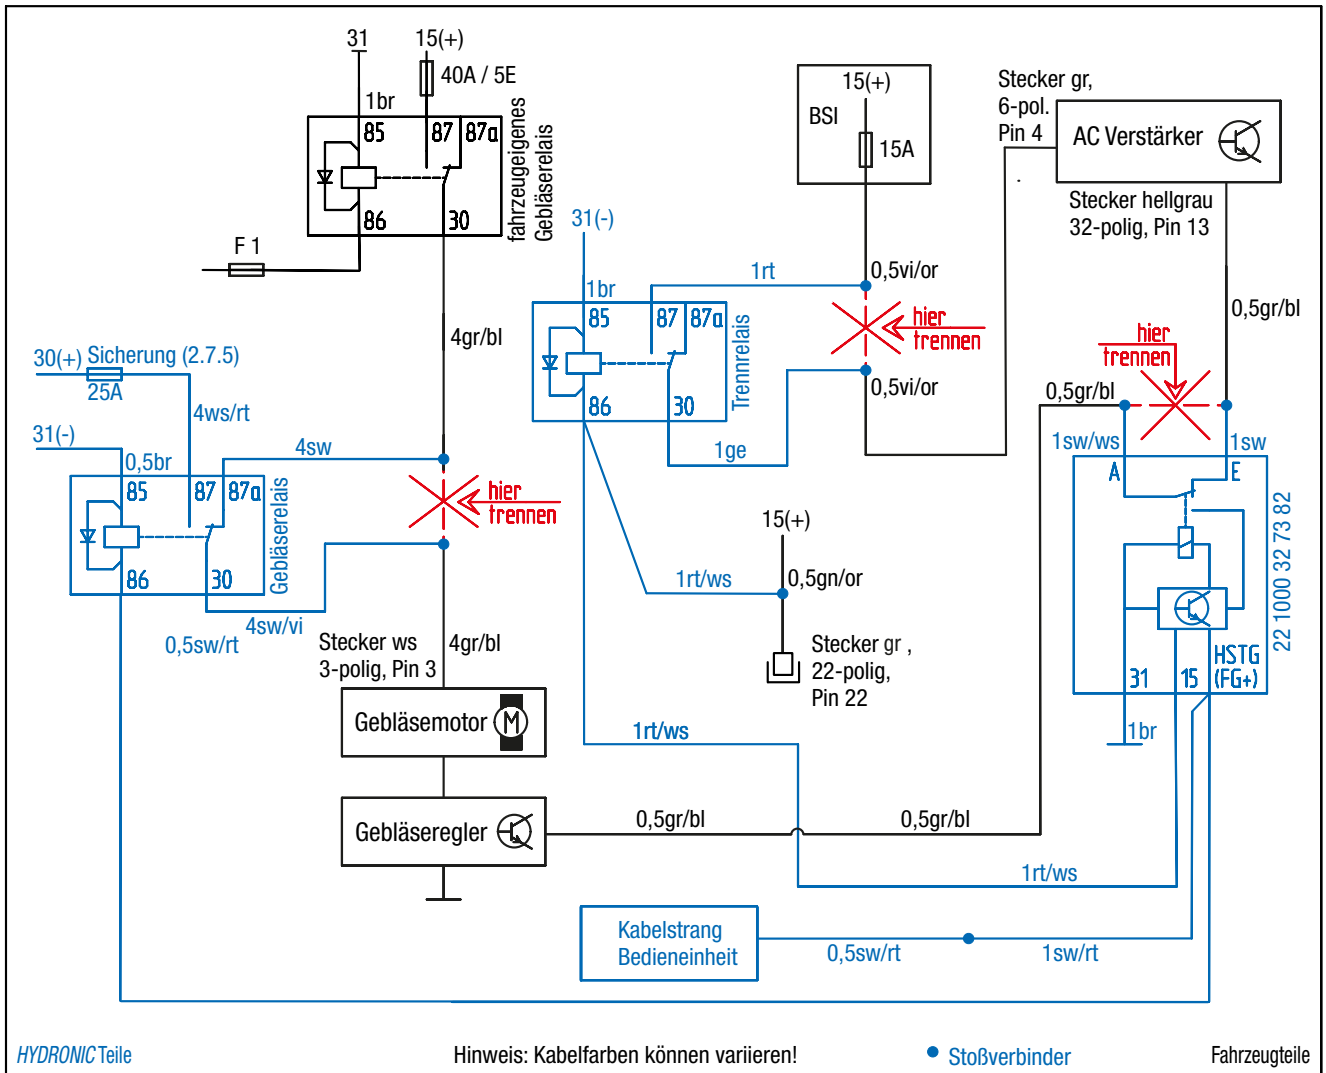 31
15(+)
40A / 5E
1br
85
87
87a
86
30
fahrzeugeigenes
Gebläserelais
F 1
4gr/bl
30(+)
Sicherung (2.7.5)
25A
4ws/rt
31(-)
0,5br
4sw
85
87
87a
86
30
Gebläserelais
hier
trennen
4sw/vi
0,5sw/rt
Stecker ws
3-polig, Pin 3
4gr/bl
Gebläsemotor
M
Gebläseregler
31(-)
1br
85
87
87a
86
30
Trennrelais
1rt
1ge
1rt/ws
15(+)
BSI
15A
0,5vi/or
hier
trennen
0,5vi/or
15(+)
0,5gn/or
Stecker gr ,
22-polig,
Pin 22
1rt/ws
Stecker gr,
6-pol.
Pin 4
AC Verstärker
Stecker hellgrau
32-polig, Pin 13
0,5gr/bl
hier
trennen
0,5gr/bl
1sw/ws
1sw
A
E
22 1000 32 73 82
HSTG
(FG+)
31
15
1br
0,5gr/bl
0,5gr/bl
1rt/ws
Kabelstrang
Bedieneinheit
0,5sw/rt
1sw/rt
HYDRONIC Teile
Hinweis: Kabelfarben können variieren!
Stoßverbinder
Fahrzeugteile